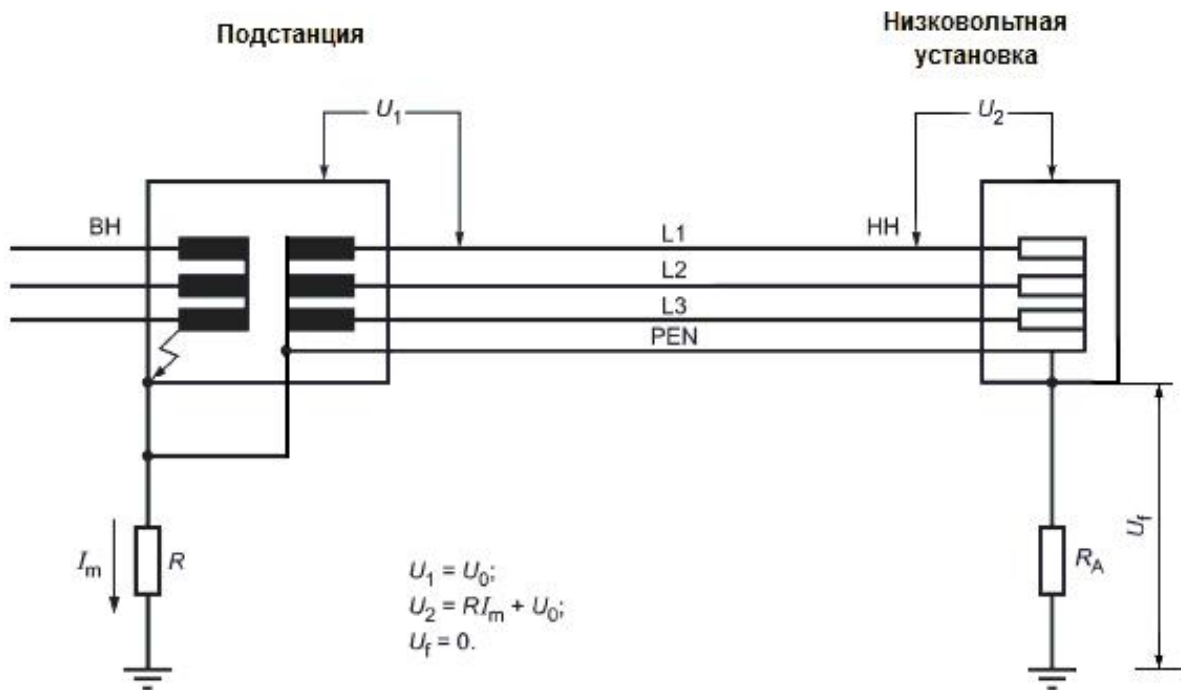 Подстанция
Низковольтная
установка
U1
U2
ВН
L1
НН
L2
L3
PEN
Im
R
U1 = U0;
U2 = RIm + U0;
Uf = 0.
RA
Uf